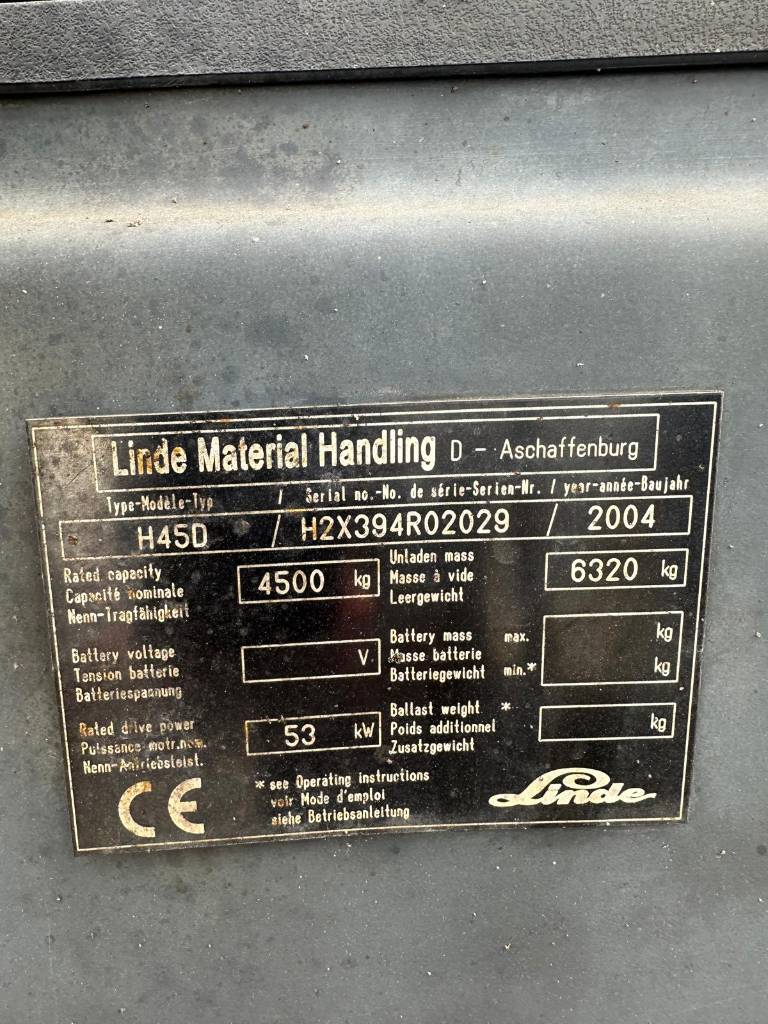 Linde Material Handling D - Aschaffenburg
Type-Modèle-Typ / Serial no.-No. de série-Serien-Nr. / year-année-Baujahr
H45D / H2X394R02029 / 2004
Rated capacity
Capacité nominale
Nenn-Tragfähigkeit
4500 kg
Unladen mass
Masse à vide
Leergewicht
6320 kg
Battery voltage
Tension batterie
Batteriespannung
V
Battery mass max.
Masse batterie
Batteriegewicht min.*
kg
kg
Rated drive power
Puissance motr.nom.
Nenn-Antriebsleist.
53 kW
Ballast weight *
Poids additionnel
Zusatzgewicht
kg
CE
* see Operating instructions
voir Mode d'emploi
siehe Betriebsanleitung
Linde